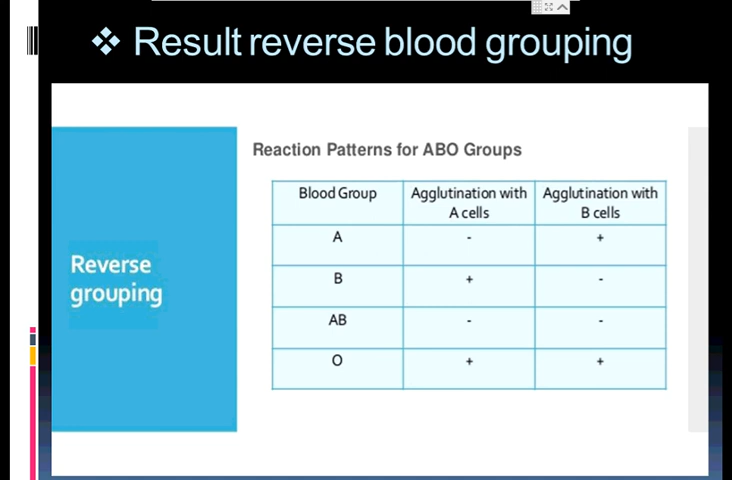 ❖ Result reverse blood grouping
Reverse
grouping
Reaction Patterns for ABO Groups
Blood Group Agglutination with A cells Agglutination with B cells
A - +
B + -
AB - -
O + +